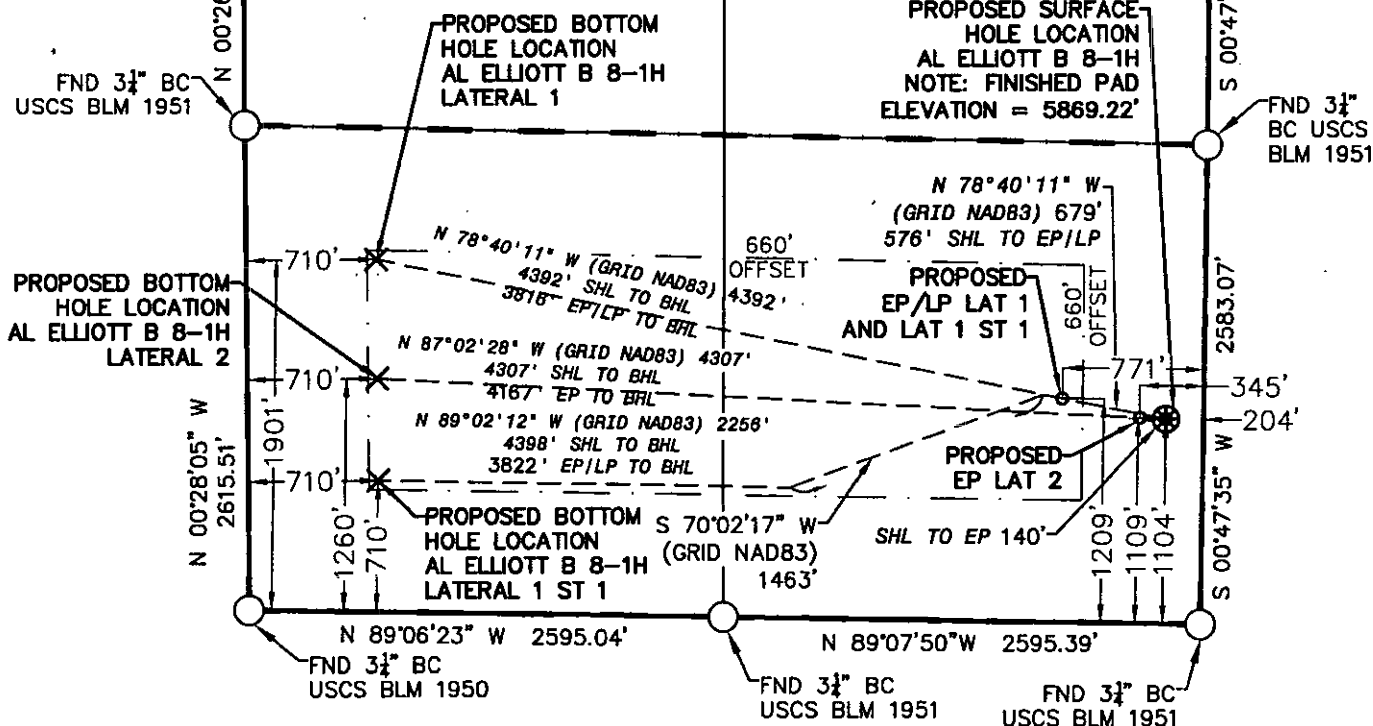 N 00°26
PROPOSED BOTTOM
HOLE LOCATION
AL ELLIOTT B 8-1H
LATERAL 1
PROPOSED SURFACE
HOLE LOCATION
AL ELLIOTT B 8-1H
NOTE: FINISHED PAD
ELEVATION = 5869.22'
S 00°47'
FND 3¼" BC
USCS BLM 1951
FND 3¼"
BC USCS
BLM 1951
N 78°40'11" W
(GRID NAD83) 679'
576' SHL TO EP/LP
710'
N 78°40'11" W (GRID NAD83) 4392'
4392' SHL TO BHL
3818' EP/LP TO BHL
660'
OFFSET
PROPOSED
EP/LP LAT 1
AND LAT 1 ST 1
660'
OFFSET
2583.07'
PROPOSED BOTTOM
HOLE LOCATION
AL ELLIOTT B 8-1H
LATERAL 2
710'
N 87°02'28" W (GRID NAD83) 4307'
4307' SHL TO BHL
4167' EP TO BHL
771'
345'
204'
N 89°02'12" W (GRID NAD83) 2256'
4398' SHL TO BHL
3822' EP/LP TO BHL
PROPOSED
EP LAT 2
N 00°28'05" W
2615.51'
1901'
710'
1260'
710'
PROPOSED BOTTOM
HOLE LOCATION
AL ELLIOTT B 8-1H
LATERAL 1 ST 1
S 70°02'17" W
(GRID NAD83)
1463'
SHL TO EP 140'
1209'
1109'
1104'
S 00°47'35" W
N 89°06'23" W 2595.04'
N 89°07'50"W 2595.39'
FND 3¼" BC
USCS BLM 1950
FND 3¼" BC
USCS BLM 1951
FND 3¼" BC
USCS BLM 1951